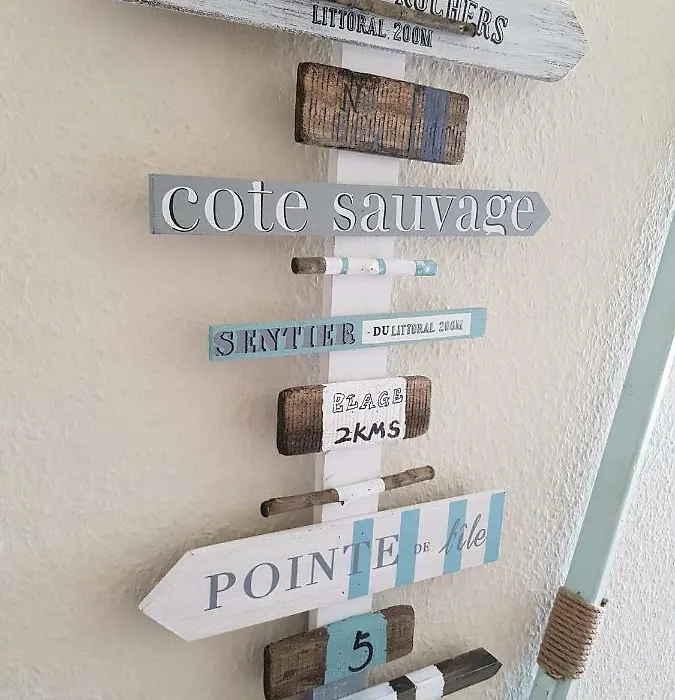 ROCHERS
LITTORAL 200M
N
cote sauvage
SENTIER - DU LITTORAL 200M
PLAGE
2KMS
POINTE DE l'île
5